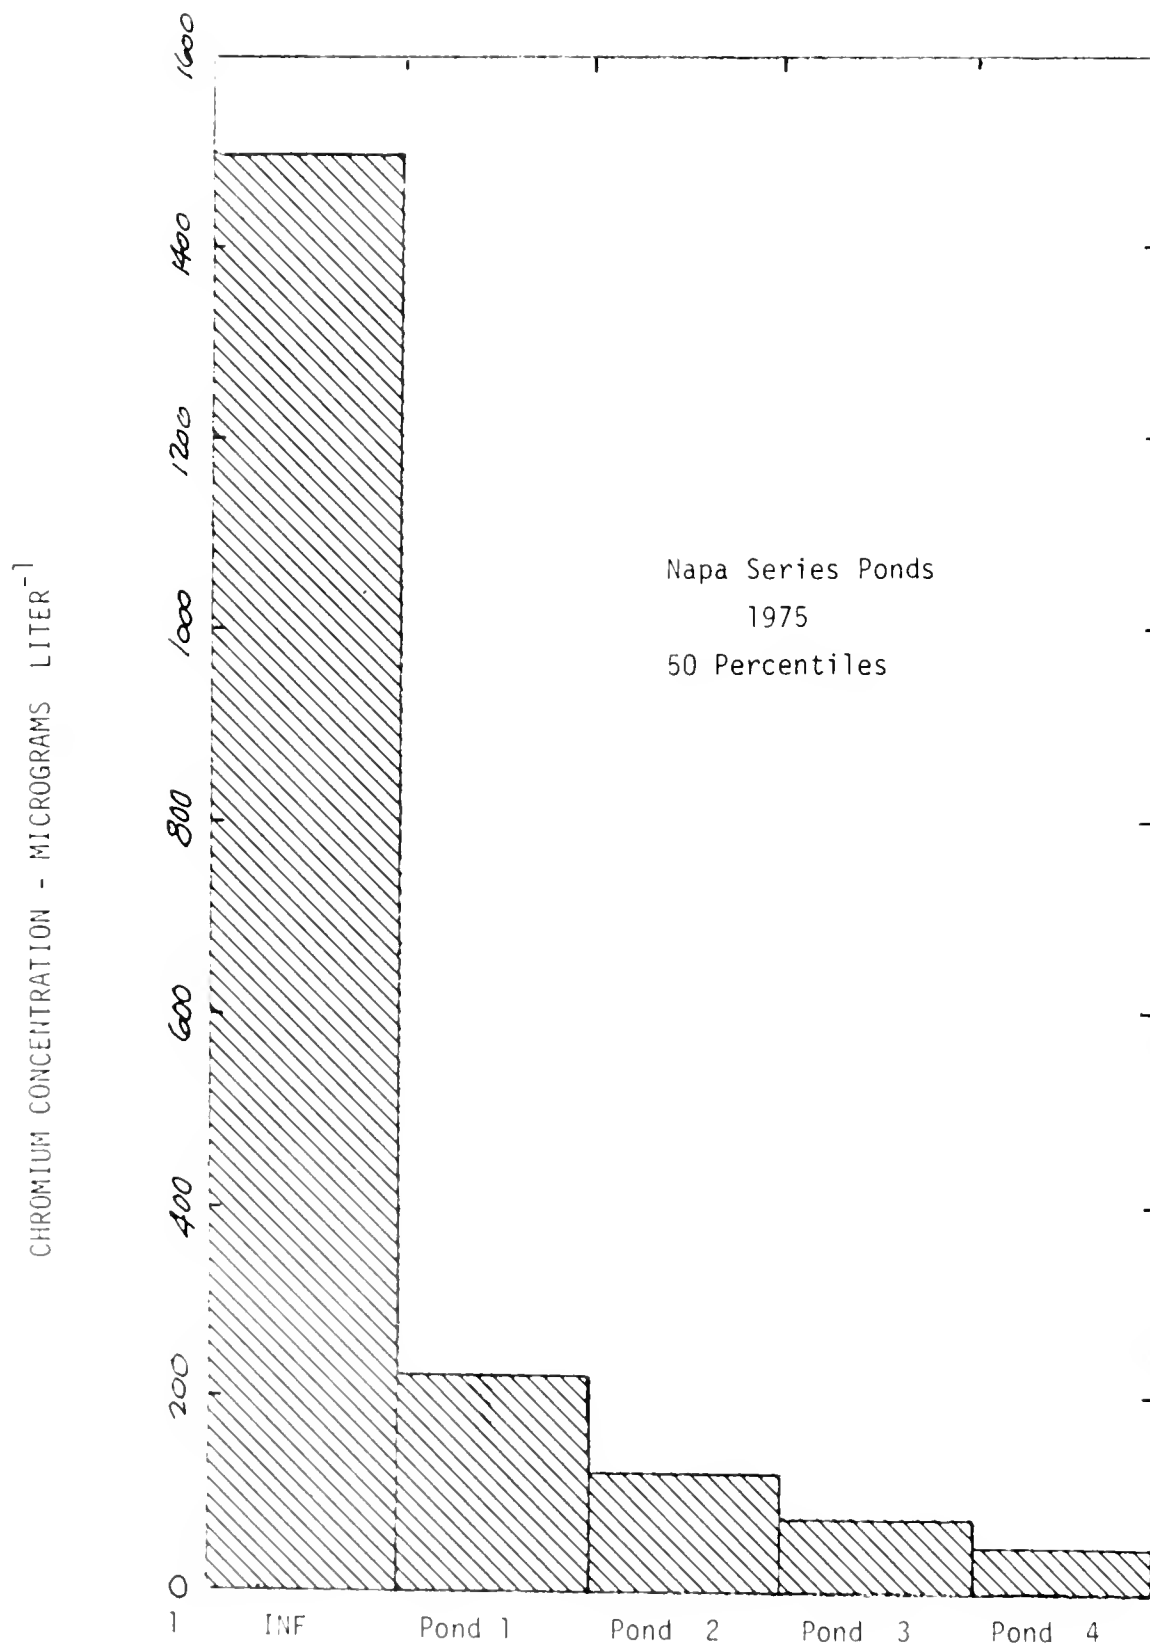 1600
1400
1200
1000
800
600
400
200
0
CHROMIUM CONCENTRATION - MICROGRAMS LITER-1
Napa Series Ponds
1975
50 Percentiles
1 INF Pond 1 Pond 2 Pond 3 Pond 4